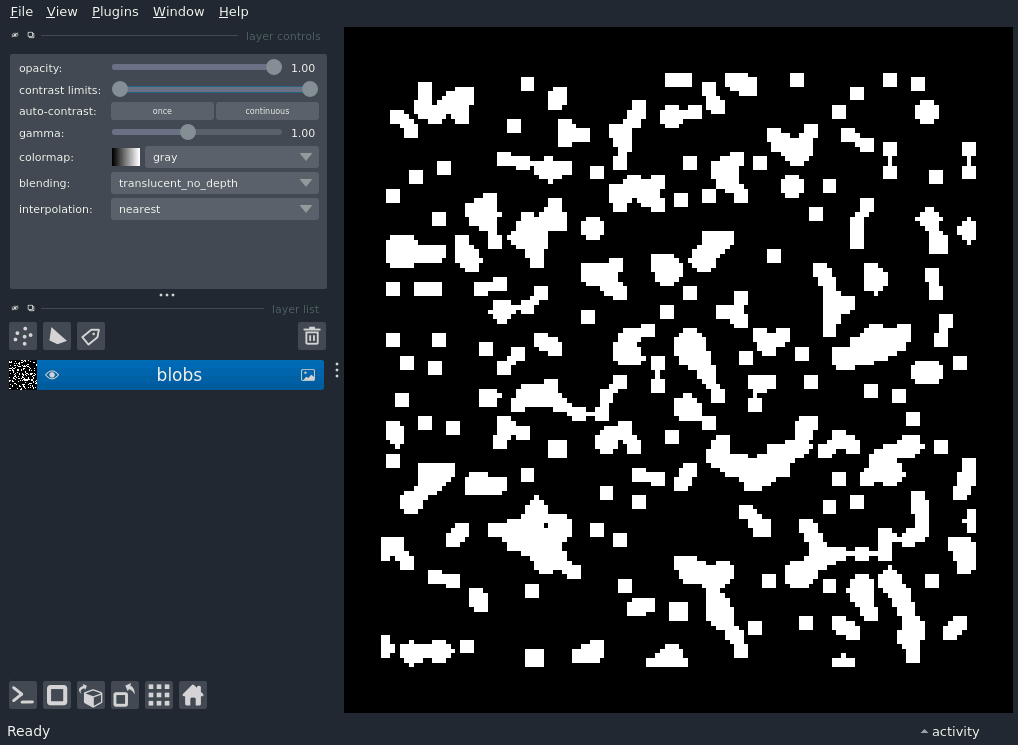 File View Plugins Window Help
layer controls
opacity: 1.00
contrast limits:
auto-contrast: once continuous
gamma: 1.00
colormap: gray
blending: translucent_no_depth
interpolation: nearest
layer list
blobs
Ready
activity